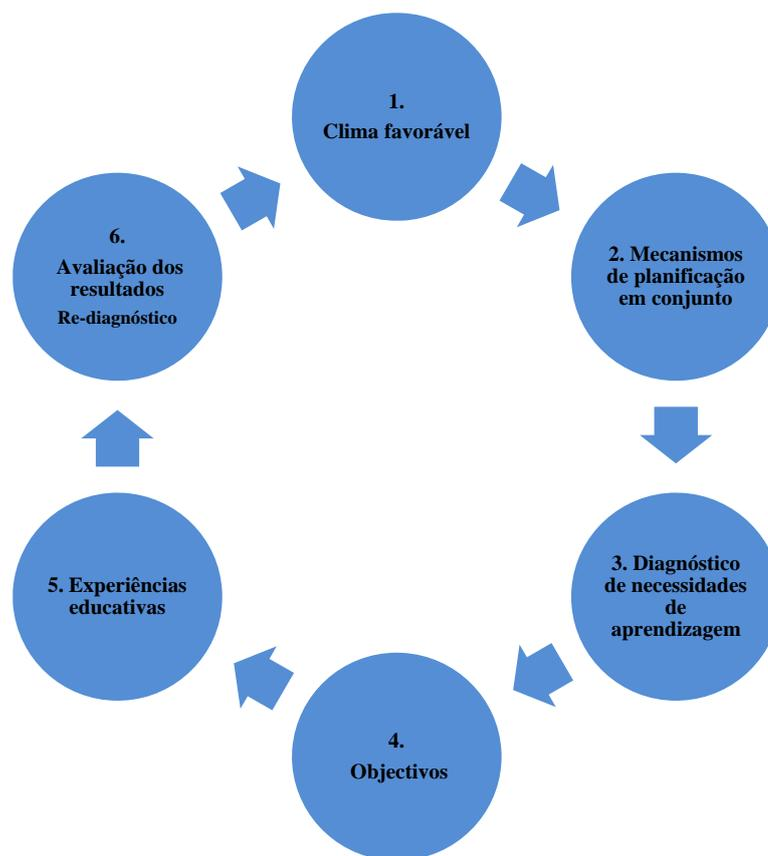 1.
Clima favorável
2. Mecanismos
de planificação
em conjunto
3. Diagnóstico
de necessidades
de
aprendizagem
4.
Objectivos
5. Experiências
educativas
6.
Avaliação dos
resultados
Re-diagnóstico